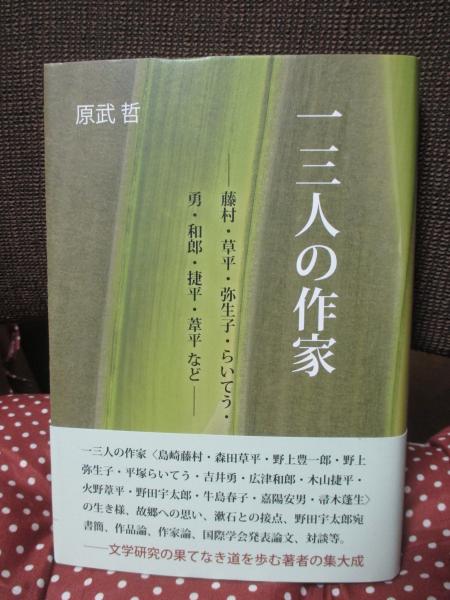 一三人の作家
──藤村・草平・弥生子・らいてう・
勇・和郎・捷平・葦平 など──
原武 哲
一三人の作家〈島崎藤村・森田草平・野上豊一郎・野上
弥生子・平塚らいてう・吉井勇・広津和郎・木山捷平・
火野葦平・野田宇太郎・牛島春子・嘉陽安男・帚木蓬生〉
の生き様、故郷への思い、漱石との接点、野田宇太郎宛
書簡、作品論、作家論、国際学会発表論文、対談等。
──文学研究の果てなき道を歩む著者の集大成